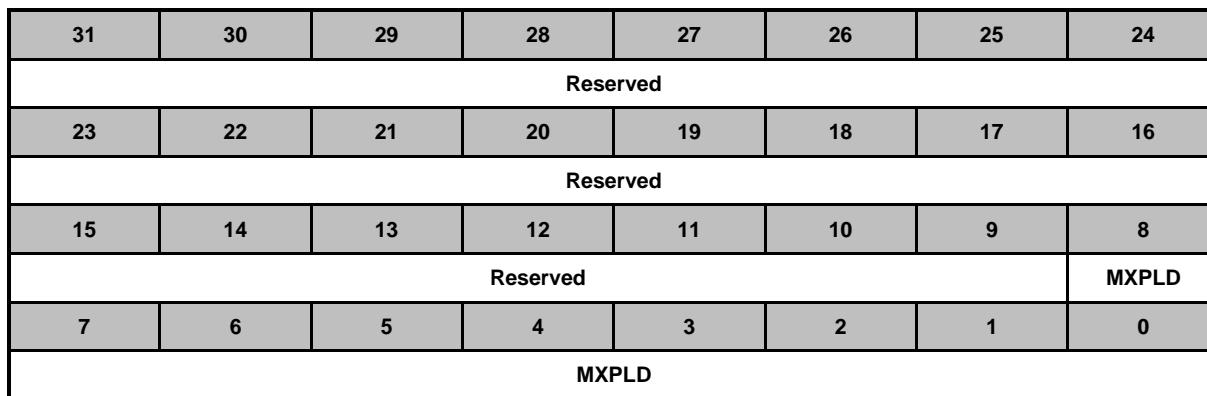 31 30 29 28 27 26 25 24
Reserved
23 22 21 20 19 18 17 16
Reserved
15 14 13 12 11 10 9 8
Reserved MXPLD
7 6 5 4 3 2 1 0
MXPLD